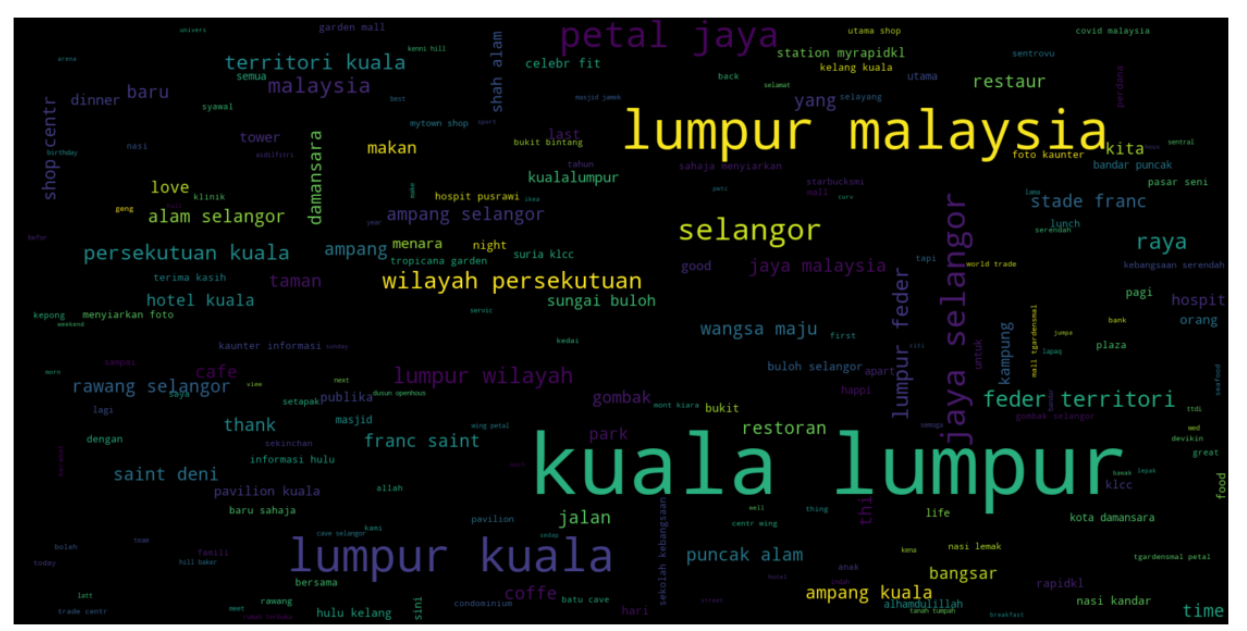 univers
garden mall
petal jaya
utama shop
covid malaysia
arena
kenni hill
shah alam
station myrapidkl
sentrovu
territori kuala
celebr fit
kelang kuala
semua
malaysia
back
selamat
utama
restaur
perdana
shop centr
dinner
baru
best
masjid jamek
yang
selayang
syawal
mytown shop
sport
lumpur malaysia
tower
damansara
last
nasi
makan
bukit bintang
kita
sentral
birthday
aidilfitri
foto kaunter
bandar puncak
tahun
sahaja menyiarkan
kualalumpur
starbucksmi
pasar seni
love
klinik
make
hospit pusrawi
ikea
petc
mall
curv
lama
stade franc
geng
alam selangor
ampang selangor
year
jaya selangor
lunch
serendah
befor
selangor
menara
night
raya
persekutuan kuala
ampang
suria klcc
tropicana garden
tapi
world trade
kebangsaan serendah
terima kasih
taman
good
jaya malaysia
lumpur feder
wilayah persekutuan
pagi
hotel kuala
sungai buloh
hospit
kepong
menyiarkan foto
servic
weekend
wangsa maju
first
bank
orang
kampung
mall tgardensmal
jumpa
kedai
kaunter informasi
sunday
citi
untuk
plaza
lapaq
sampai
buloh selangor
apart
cafe
lumpur wilayah
seafood
morn
rawang selangor
view
next
saya
dusun openhous
happi
publika
gombak
mont kiara
bukit
feder territori
lagi
setapak
ttdi
gombak selangor
thank
masjid
wing petal
restoran
semoga
wed
devikin
dengan
sekinchan
franc saint
park
great
informasi hulu
kuala lumpur
kemak
lepak
saint deni
klcc
food
pavilion kuala
allah
baru sahaja
thi
well
thing
life
pavilion
jalan
centr wing
kota damansara
kami
cave selangor
sedap
sekolah kebangsaan
boleh
team
lumpur kuala
famili
kena
nasi lemak
puncak alam
tgardensmal petal
today
hill baker
anak
bangsar
hotel
rapidkl
bersama
indah
coffe
batu cave
ampang kuala
latt
rawang
condominium
alhamdulillah
nasi kandar
trade centr
meet
hulu kelang
sini
hari
street
tanah tumpah
breakfast
time